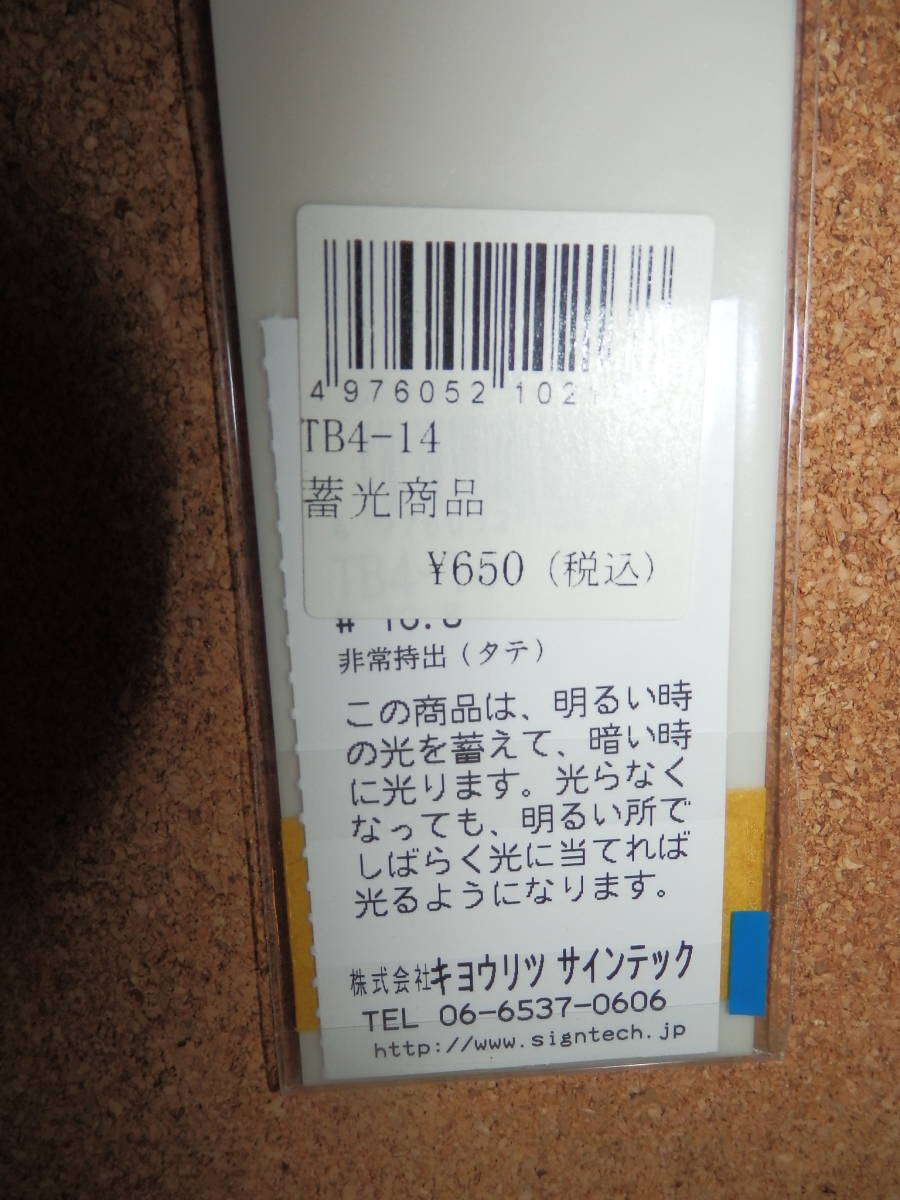 4 976052 102
TB4-14
蓄光商品
¥650（税込）
非常持出（タテ）
この商品は、明るい時
の光を蓄えて、暗い時
に光ります。光らなく
なっても、明るい所で
しばらく光に当てれば
光るようになります。
株式会社キョウリツ サインテック
TEL 06-6537-0606
http://www.signtech.jp